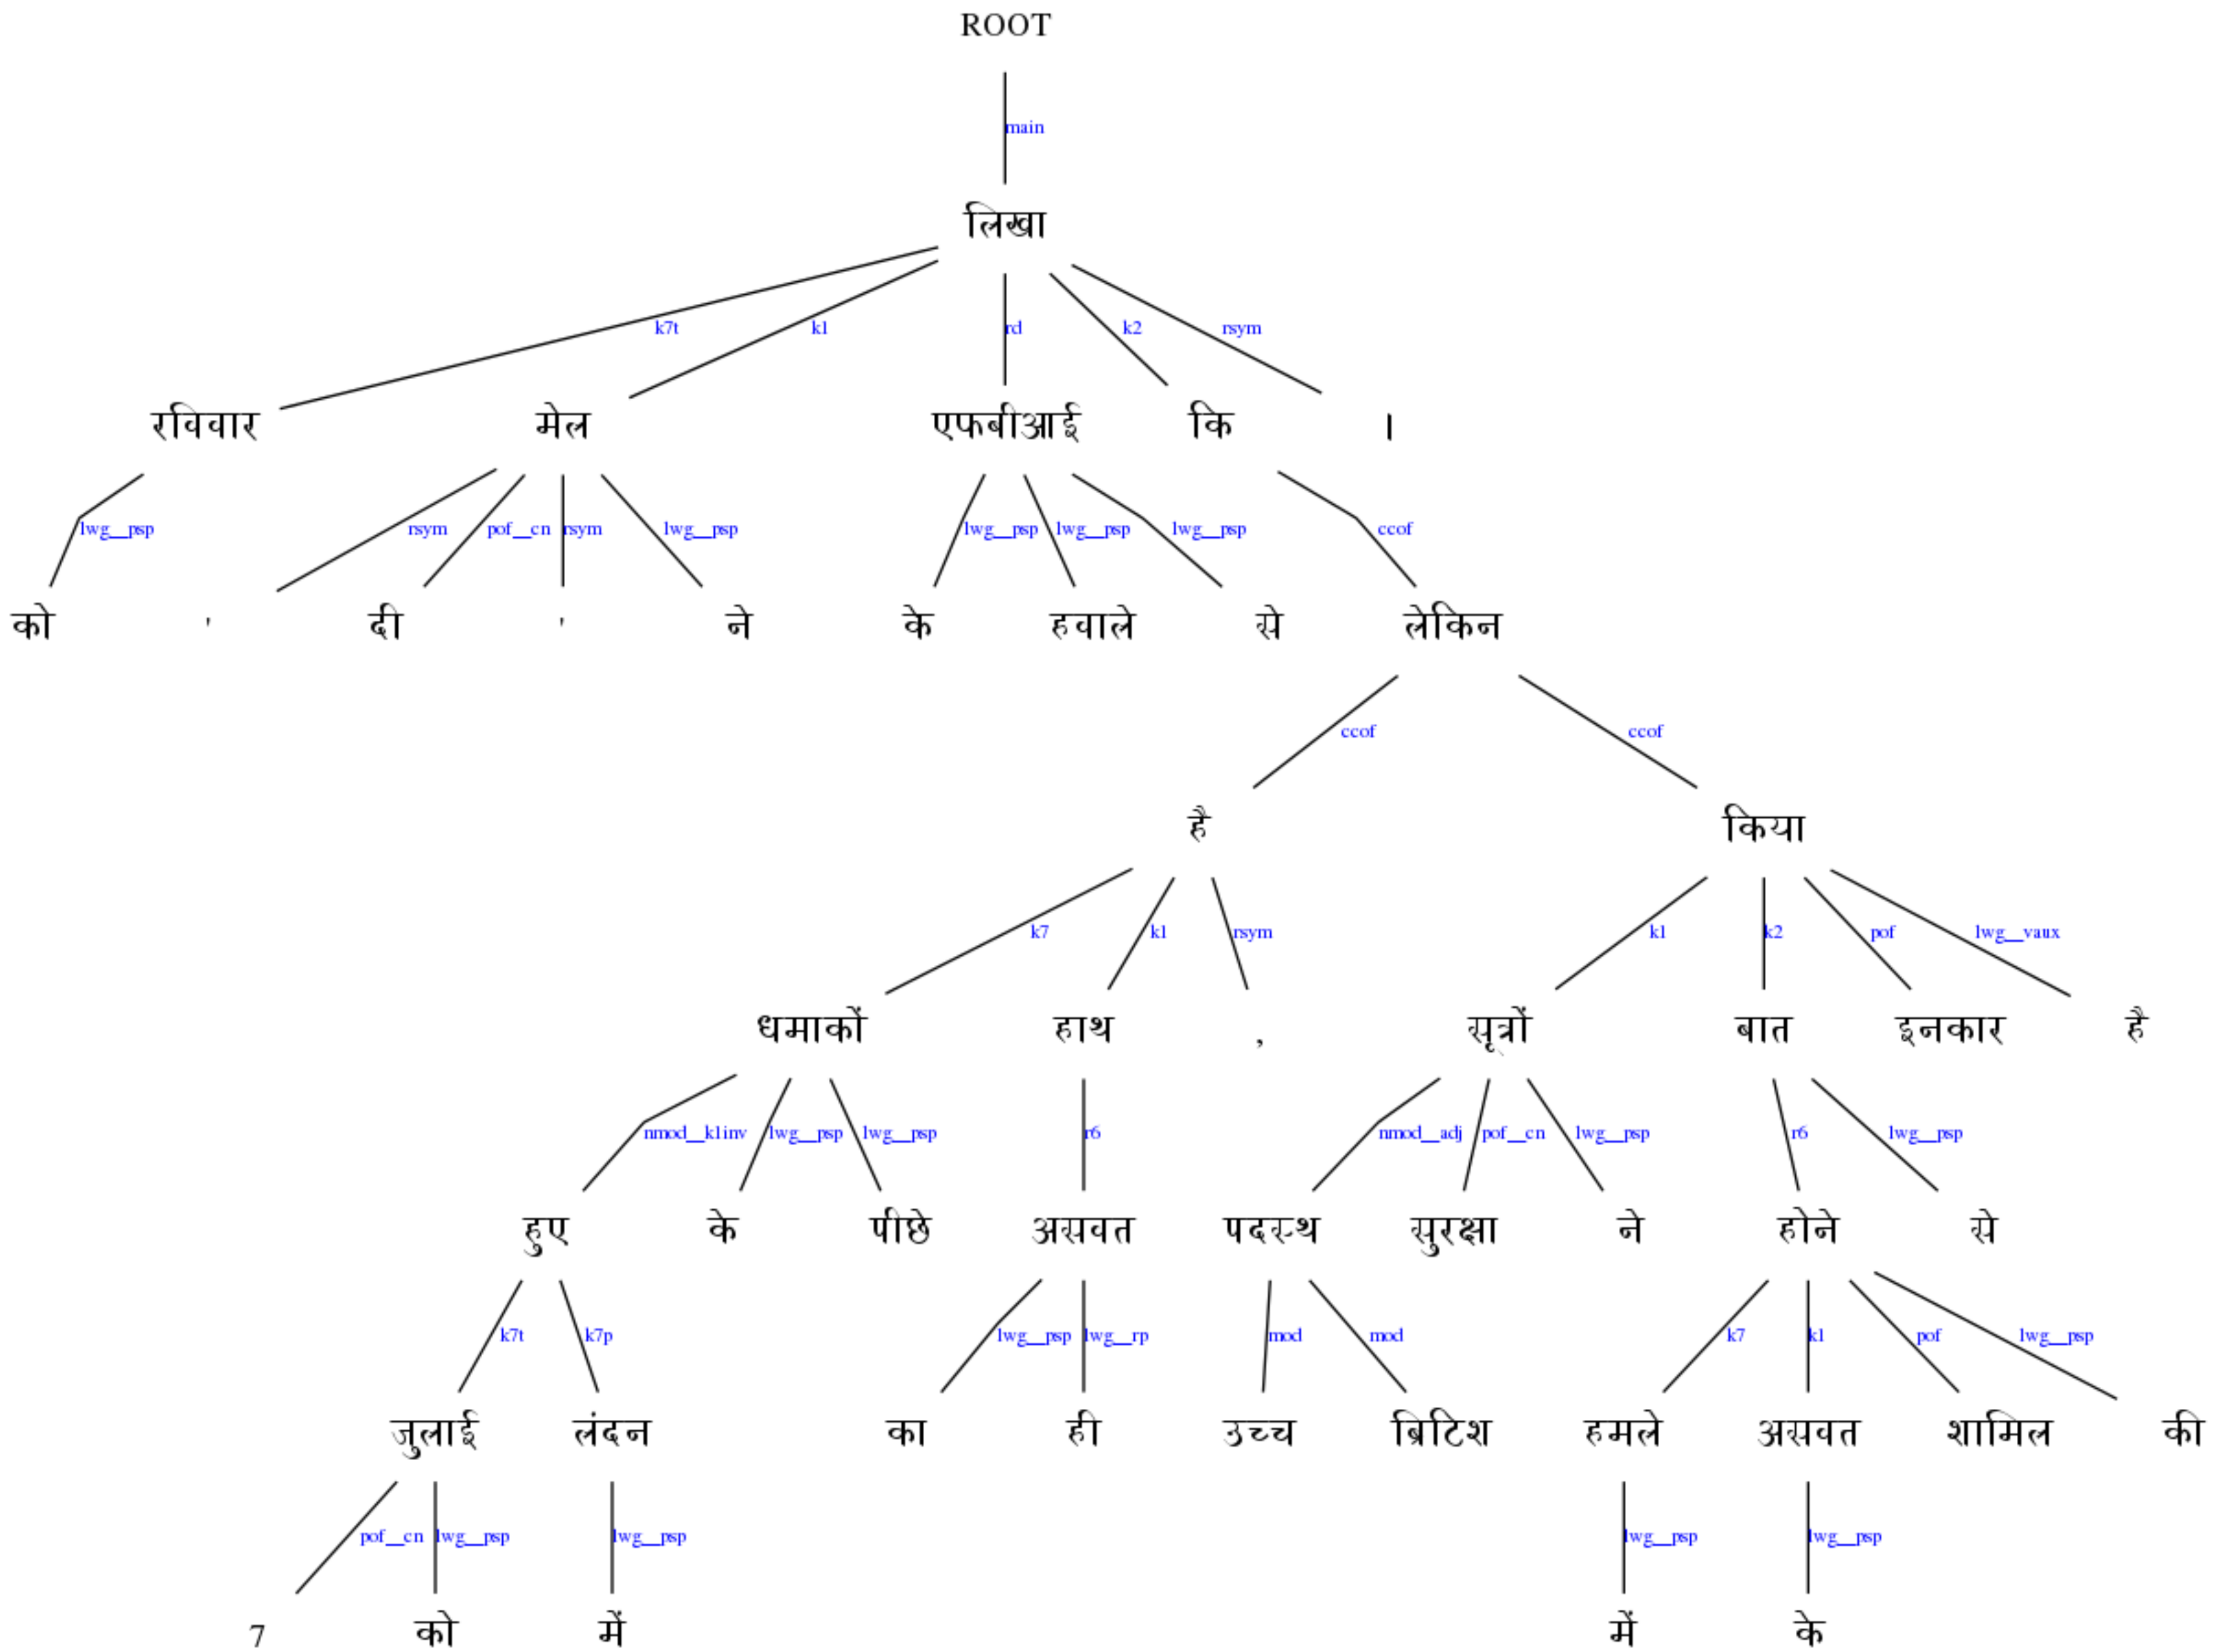 ROOT
main
लिखा
k7t k1 rd k2 rsym
रविवार मेल एफबीआई कि ।
lwg__psp rsym pof__cn rsym lwg__psp lwg__psp lwg__psp lwg__psp ccof
को ' दी ' ने के हवाले से लेकिन
ccof ccof
है किया
k7 k1 rsym k1 k2 pof lwg__vaux
धमाकों हाथ , सूत्रों बात इनकार है
nmod__k1inv lwg__psp lwg__psp r6 nmod__adj pof__cn lwg__psp r6 lwg__psp
हुए के पीछे असवत पदस्थ सुरक्षा ने होने से
k7t k7p lwg__psp lwg__rp mod mod k7 k1 pof lwg__psp
जुलाई लंदन का ही उच्च ब्रिटिश हमले असवत शामिल की
pof__cn lwg__psp lwg__psp lwg__psp lwg__psp
7 को में में के